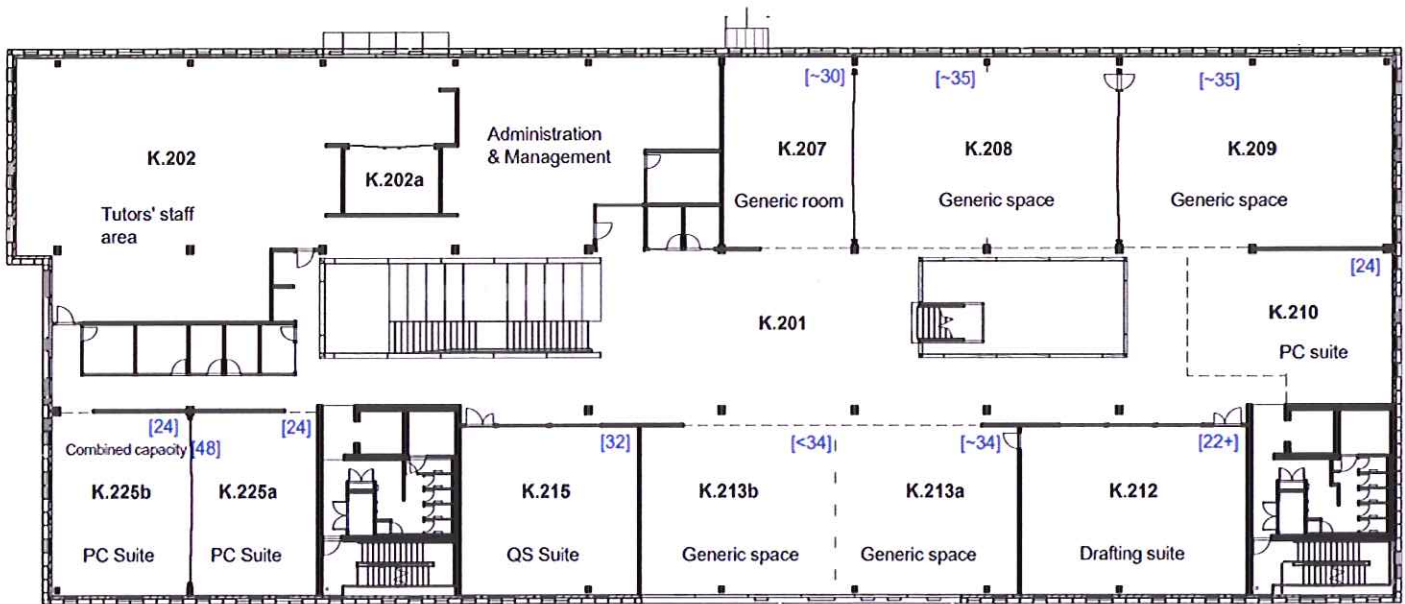 [~30]
[~35]
[~35]
Administration
& Management
K.202
K.202a
K.207
K.208
K.209
Generic room
Generic space
Generic space
Tutors' staff
area
[24]
K.201
K.210
PC suite
[24]
[24]
[32]
[<34]
[~34]
[22+]
Combined capacity [48]
K.225b
K.225a
K.215
K.213b
K.213a
K.212
PC Suite
PC Suite
QS Suite
Generic space
Generic space
Drafting suite